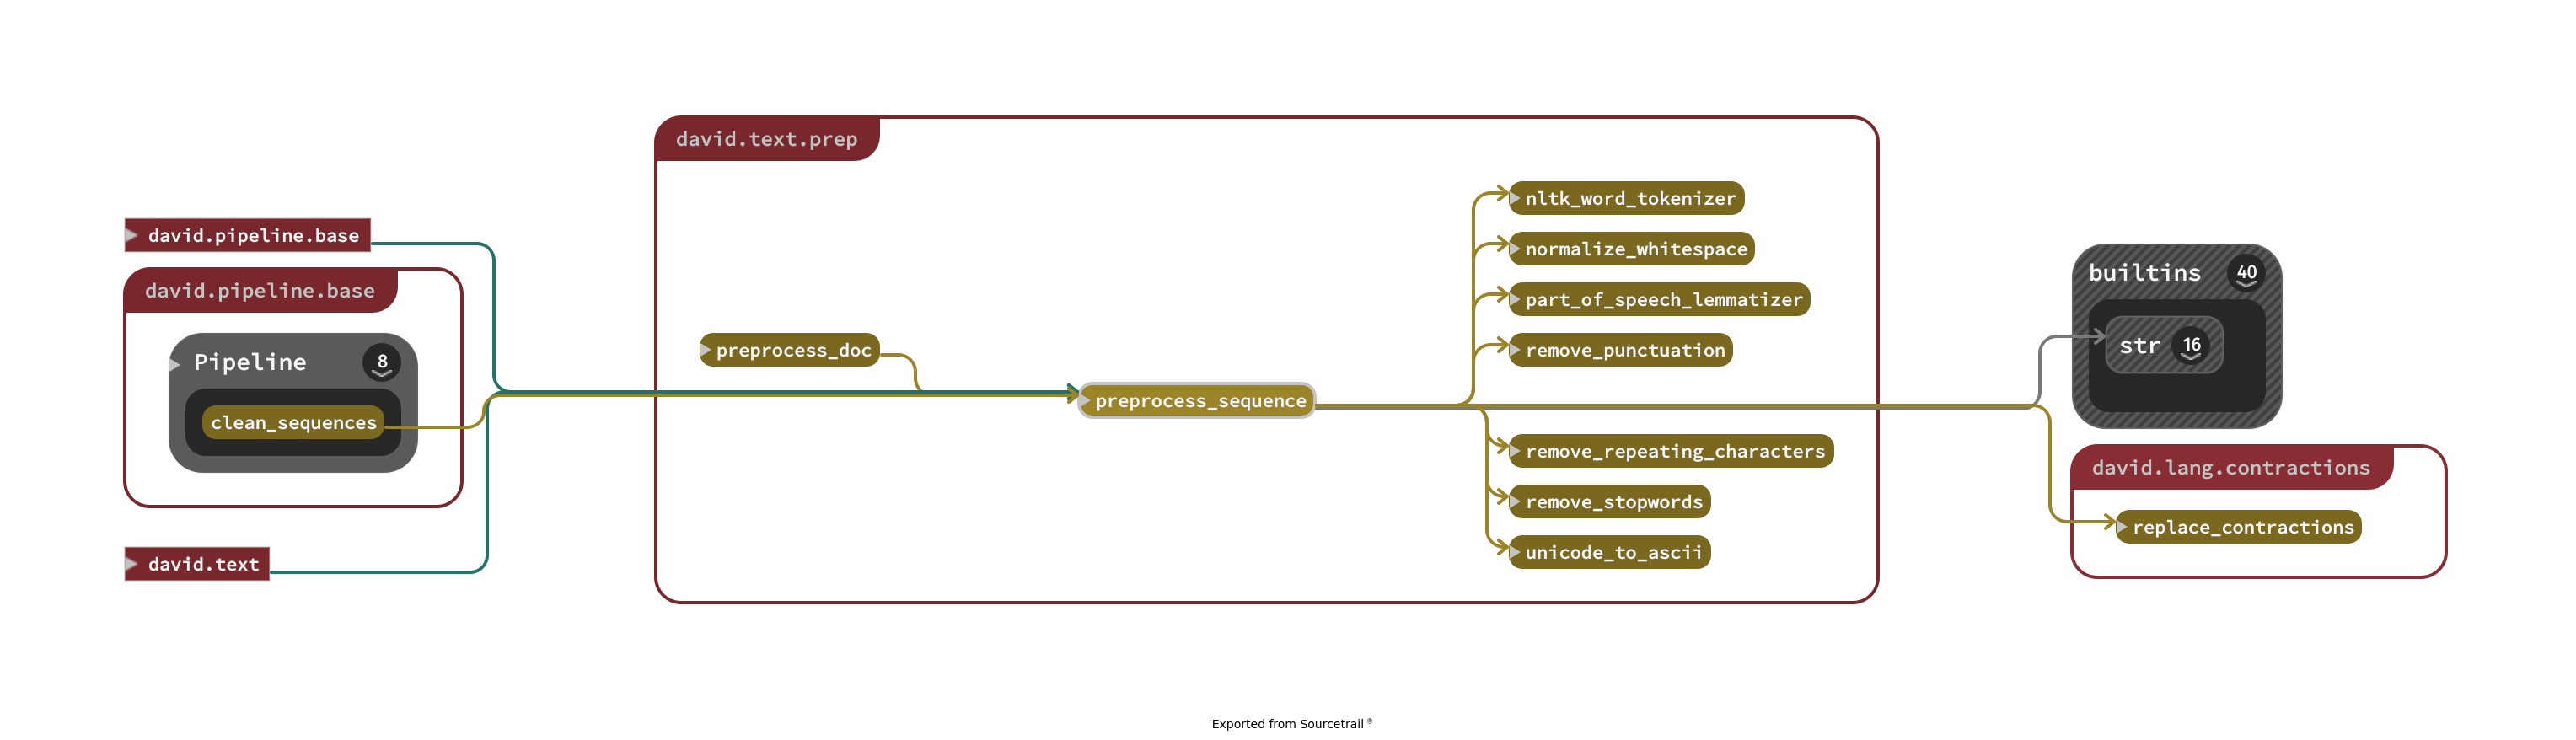 david.pipeline.base
david.pipeline.base
Pipeline 8
clean_sequences
david.text
david.text.prep
preprocess_doc
preprocess_sequence
nltk_word_tokenizer
normalize_whitespace
part_of_speech_lemmatizer
remove_punctuation
remove_repeating_characters
remove_stopwords
unicode_to_ascii
builtins 40
str 16
david.lang.contractions
replace_contractions
Exported from Sourcetrail ®